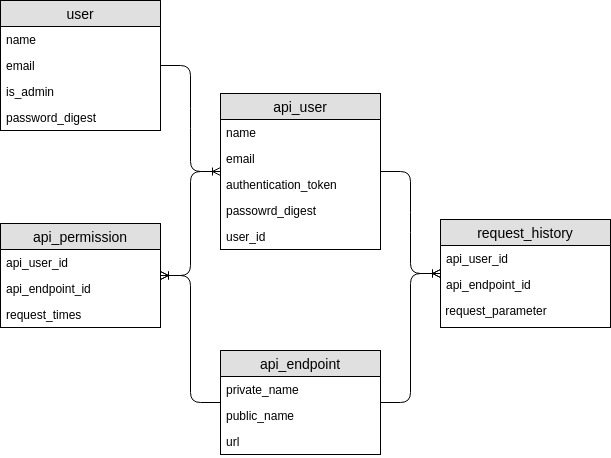 user
name
email
is_admin
password_digest
api_user
name
email
authentication_token
passowrd_digest
user_id
api_permission
api_user_id
api_endpoint_id
request_times
request_history
api_user_id
api_endpoint_id
request_parameter
api_endpoint
private_name
public_name
url